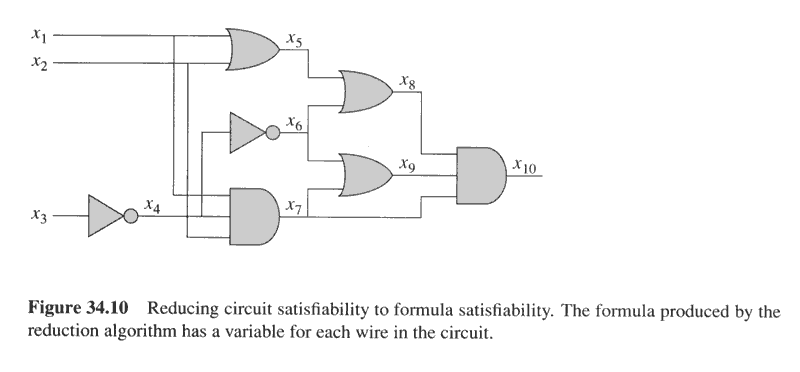 x1
x2
x5
x8
x6
x9
x10
x4
x7
x3
Figure 34.10 Reducing circuit satisfiability to formula satisfiability. The formula produced by the
reduction algorithm has a variable for each wire in the circuit.